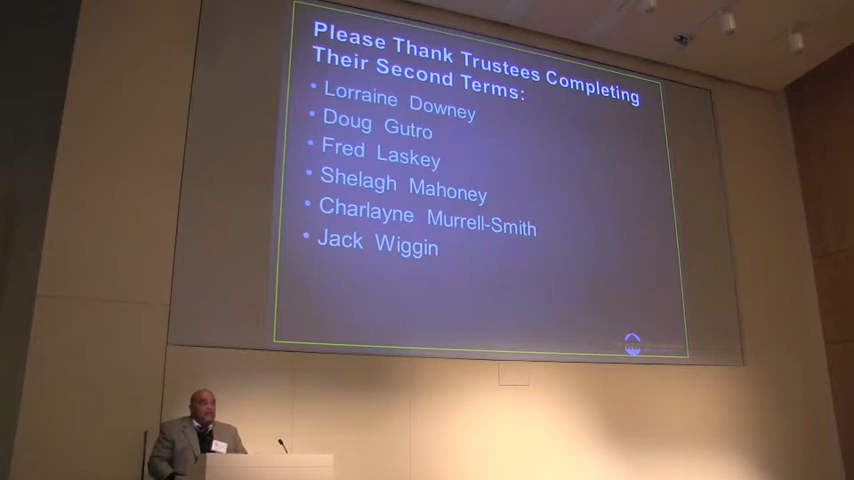 Please Thank Trustees Completing
Their Second Terms:
• Lorraine Downey
• Doug Gutro
• Fred Laskey
• Shelagh Mahoney
• Charlayne Murrell-Smith
• Jack Wiggin